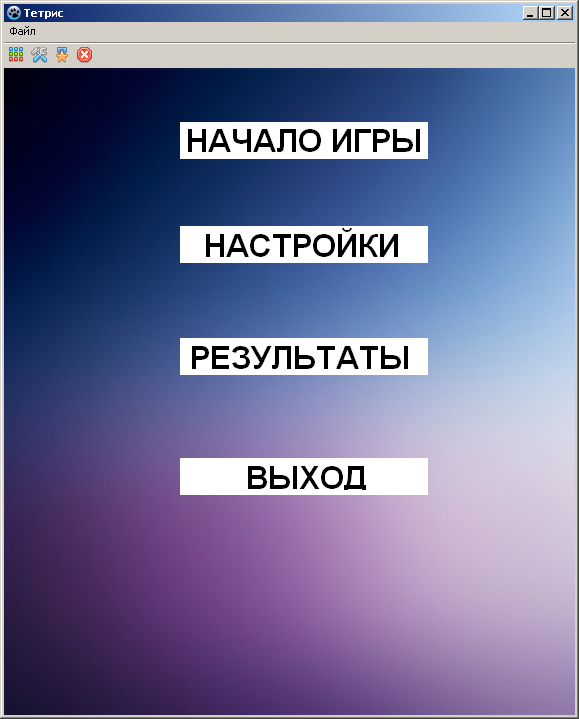 Тетрис
Файл
НАЧАЛО ИГРЫ
НАСТРОЙКИ
РЕЗУЛЬТАТЫ
ВЫХОД